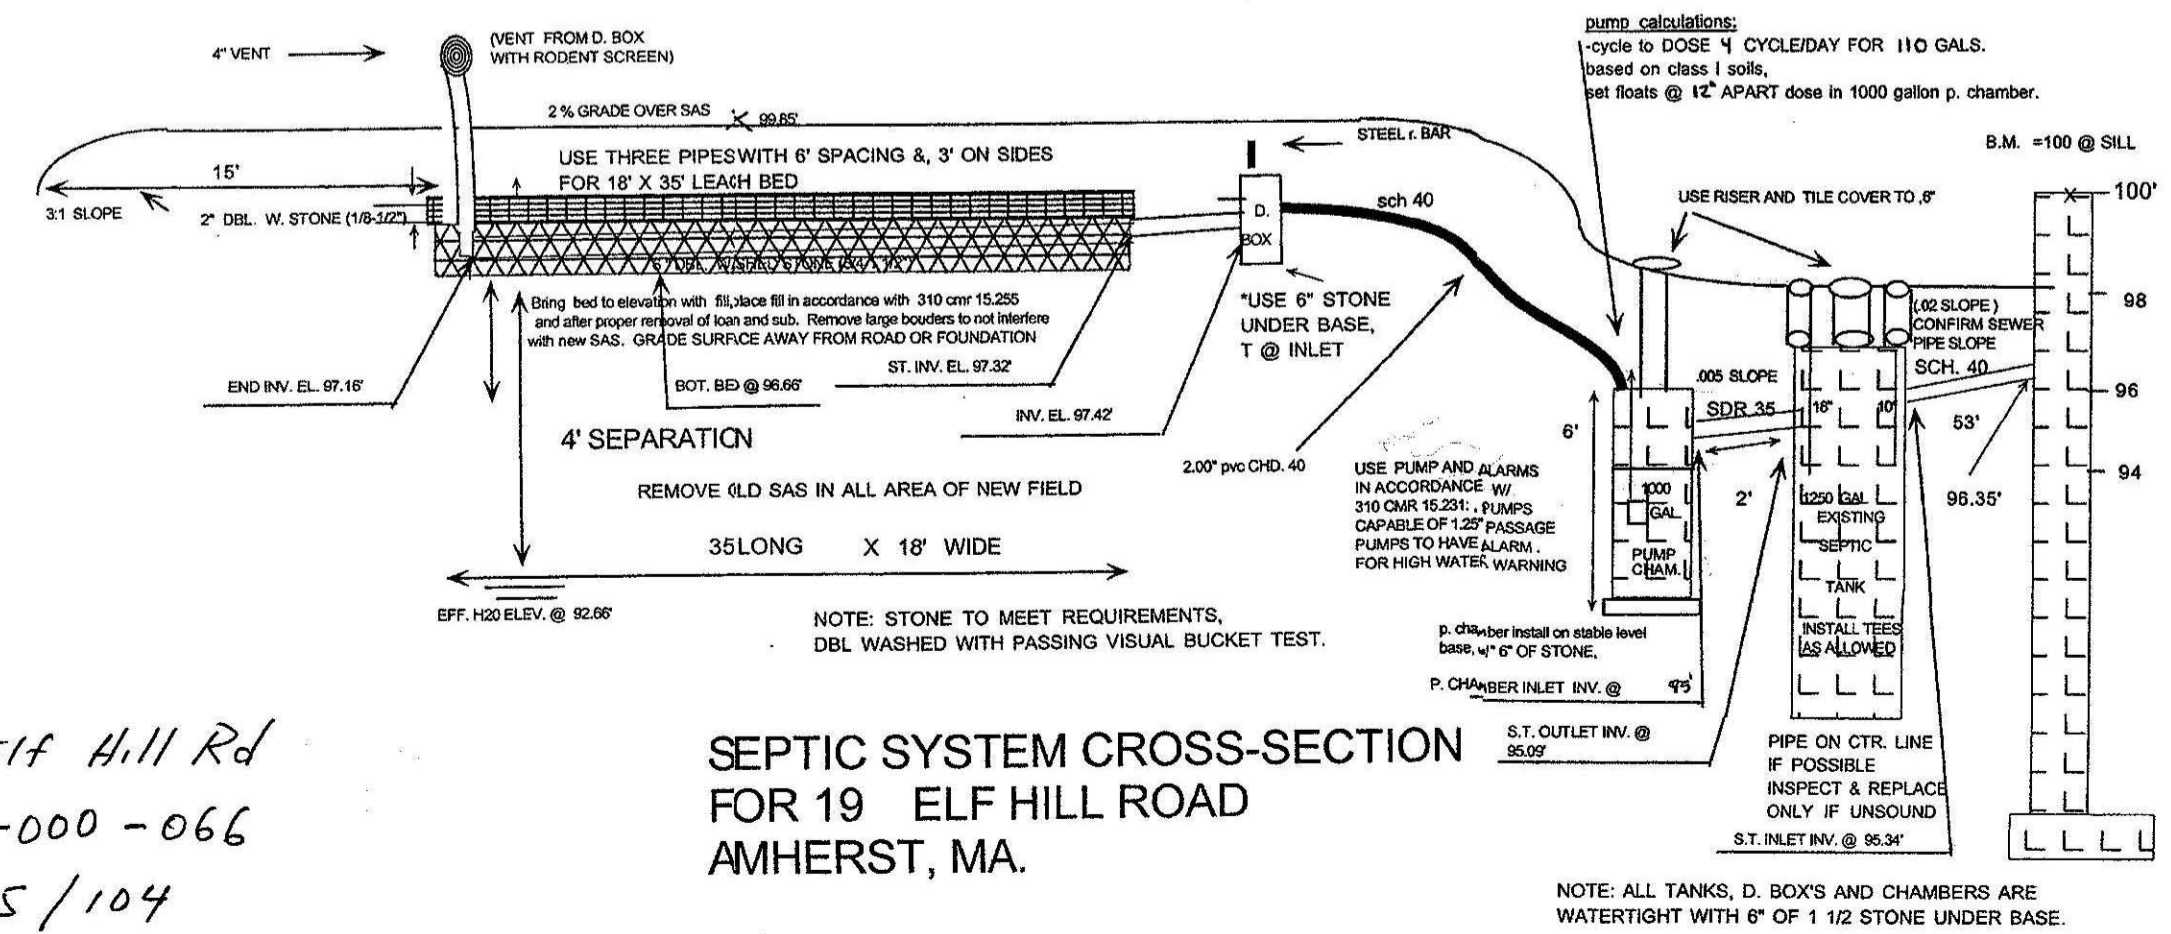 pump calculations:
-cycle to DOSE 4 CYCLE/DAY FOR 110 GALS.
based on class I soils,
set floats @ 12" APART dose in 1000 gallon p. chamber.
4" VENT
(VENT FROM D. BOX
WITH RODENT SCREEN)
2 % GRADE OVER SAS
99.85'
STEEL r. BAR
B.M. =100 @ SILL
USE THREE PIPES WITH 6' SPACING &, 3' ON SIDES
FOR 18' X 35' LEACH BED
15'
3:1 SLOPE
2" DBL. W. STONE (1/8-1/2")
D.
BOX
sch 40
USE RISER AND TILE COVER TO ,6"
100'
98
96
94
Bring bed to elevation with fill,place fill in accordance with 310 cmr 15.255
and after proper removal of loan and sub. Remove large bouders to not interfere
with new SAS. GRADE SURFACE AWAY FROM ROAD OR FOUNDATION
*USE 6" STONE
UNDER BASE,
T @ INLET
(.02 SLOPE )
CONFIRM SEWER
PIPE SLOPE
SCH. 40
53'
96.35'
END INV. EL. 97.16'
BOT. BED @ 96.66'
ST. INV. EL. 97.32'
INV. EL. 97.42'
.005 SLOPE
SDR 35
18"
10"
6'
2'
4' SEPARATION
2.00" pvc CHD. 40
REMOVE OLD SAS IN ALL AREA OF NEW FIELD
USE PUMP AND ALARMS
IN ACCORDANCE W/
310 CMR 15.231: . PUMPS
CAPABLE OF 1.25" PASSAGE
PUMPS TO HAVE ALARM .
FOR HIGH WATER WARNING
1000
GAL
PUMP
CHAM.
1250 GAL
EXISTING
SEPTIC
TANK
INSTALL TEES
AS ALLOWED
35 LONG X 18' WIDE
EFF. H20 ELEV. @ 92.66'
NOTE: STONE TO MEET REQUIREMENTS,
DBL WASHED WITH PASSING VISUAL BUCKET TEST.
p. chamber install on stable level
base, w/" 6" OF STONE,
P. CHAMBER INLET INV. @ 95'
S.T. OUTLET INV. @
95.09'
PIPE ON CTR. LINE
IF POSSIBLE
INSPECT & REPLACE
ONLY IF UNSOUND
S.T. INLET INV. @ 95.34'
SEPTIC SYSTEM CROSS-SECTION
FOR 19 ELF HILL ROAD
AMHERST, MA.
Hill Rd
-000-066
5/104
NOTE: ALL TANKS, D. BOX'S AND CHAMBERS ARE
WATERTIGHT WITH 6" OF 1 1/2 STONE UNDER BASE.